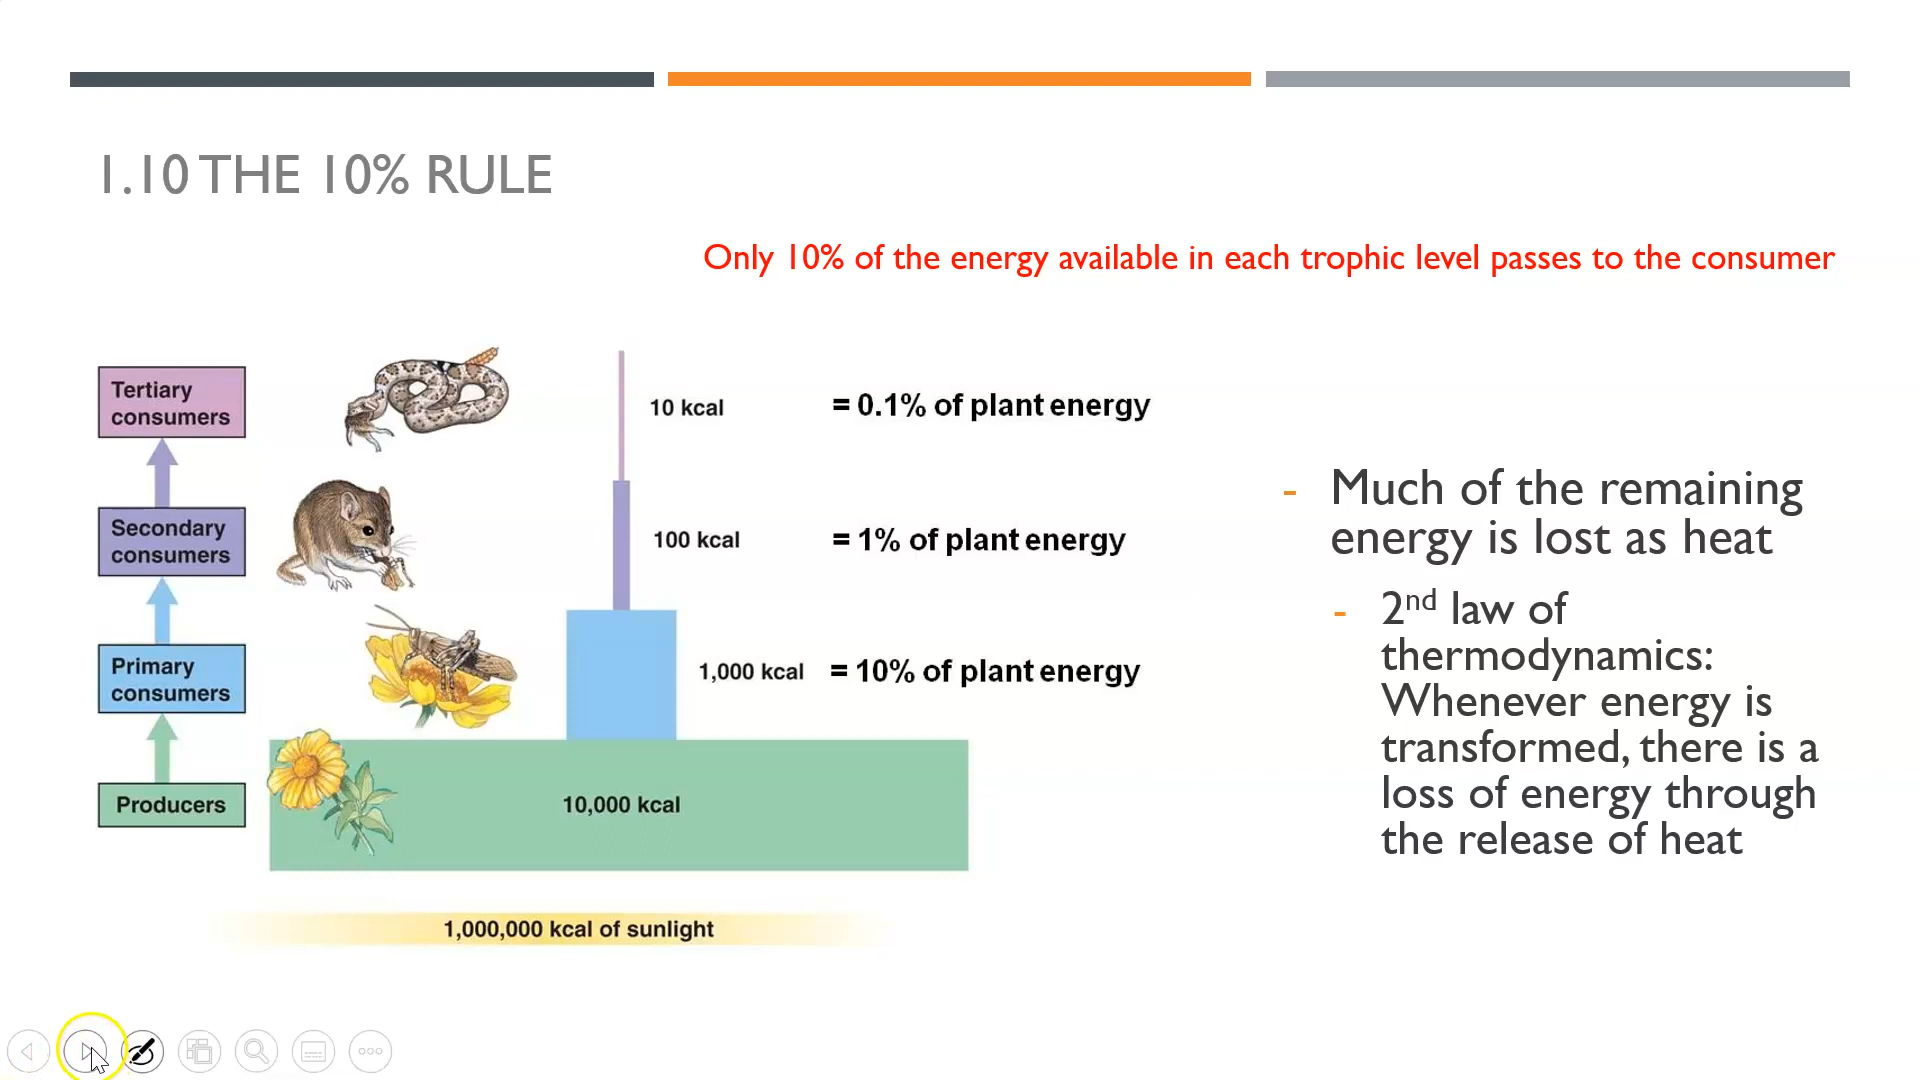 1.10 THE 10% RULE
Only 10% of the energy available in each trophic level passes to the consumer
Tertiary
consumers
10 kcal
= 0.1% of plant energy
Secondary
consumers
100 kcal
= 1% of plant energy
Primary
consumers
1,000 kcal
= 10% of plant energy
Producers
10,000 kcal
1,000,000 kcal of sunlight
- Much of the remaining
energy is lost as heat
- 2nd law of
thermodynamics:
Whenever energy is
transformed, there is a
loss of energy through
the release of heat